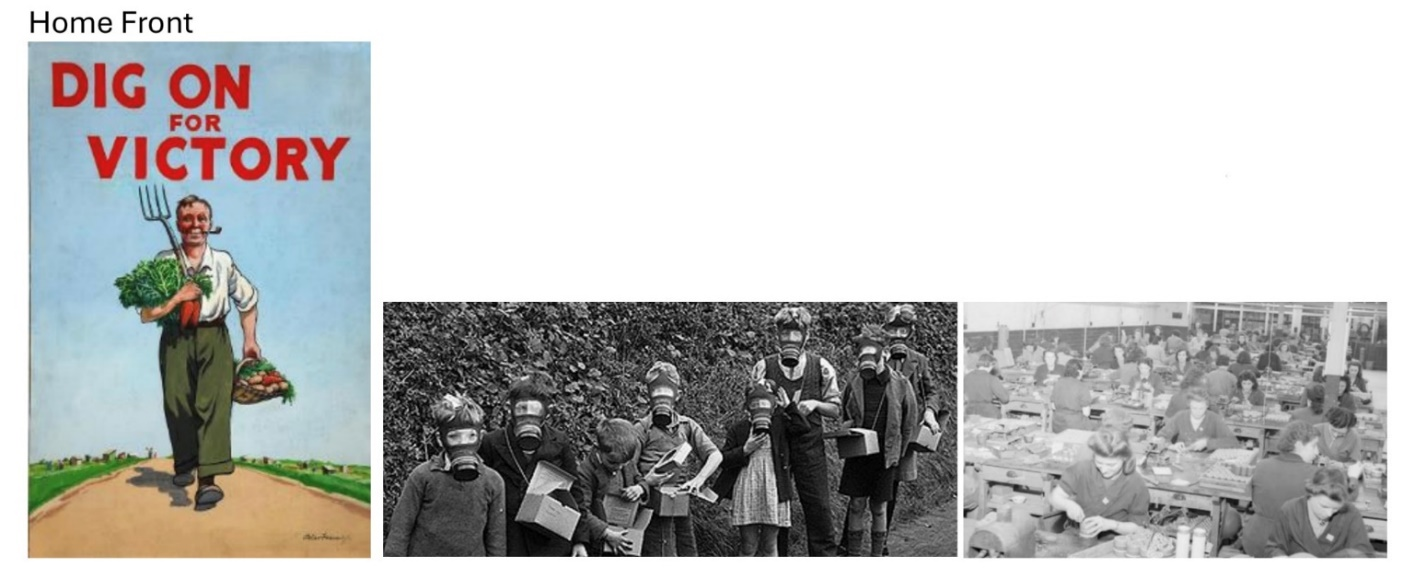 Home Front
DIG ON
FOR
VICTORY